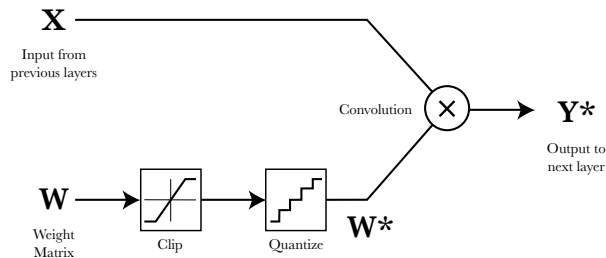 X
Input from
previous layers
Convolution
Y*
Output to
next layer
W
Weight
Matrix
Clip
Quantize
W*